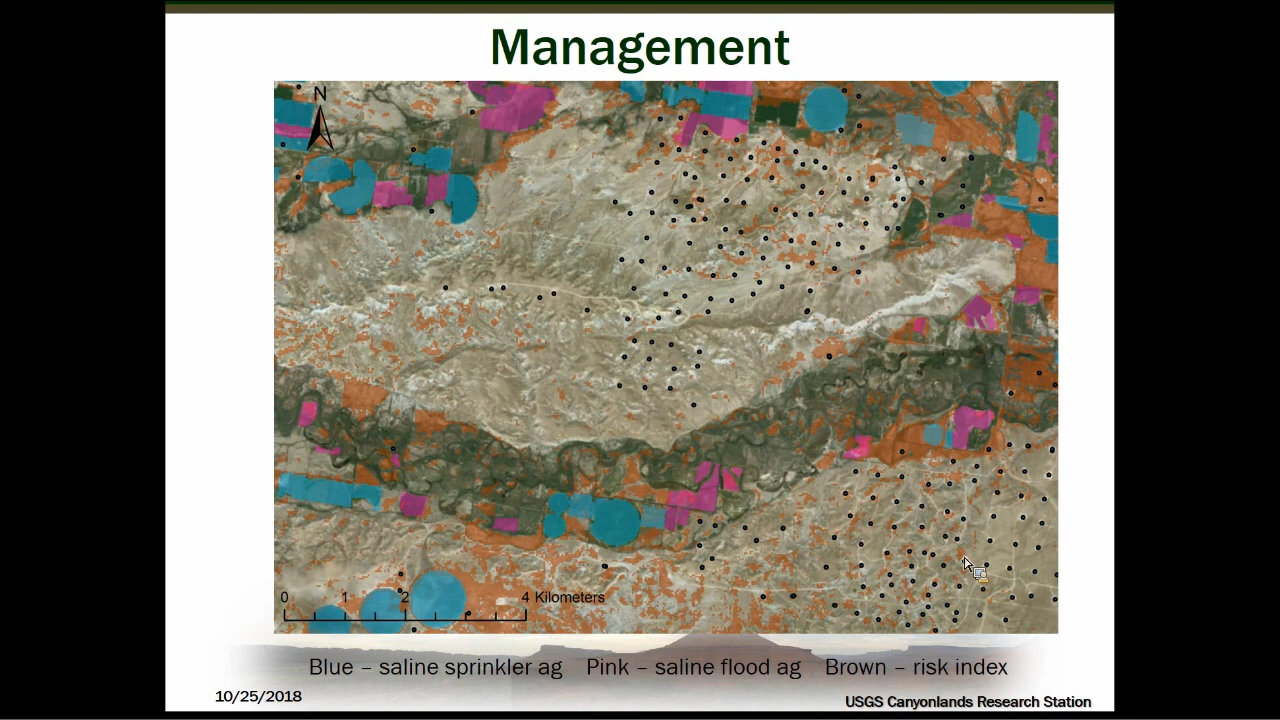 Management
N
0 1 2 4 Kilometers
Blue – saline sprinkler ag Pink – saline flood ag Brown – risk index
10/25/2018
USGS Canyonlands Research Station